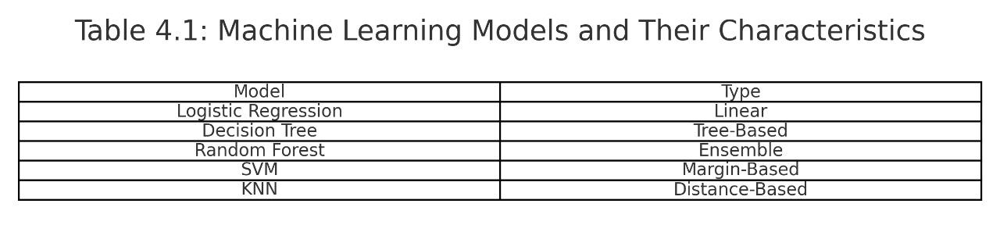 Table 4.1: Machine Learning Models and Their Characteristics
Model Type
Logistic Regression Linear
Decision Tree Tree-Based
Random Forest Ensemble
SVM Margin-Based
KNN Distance-Based